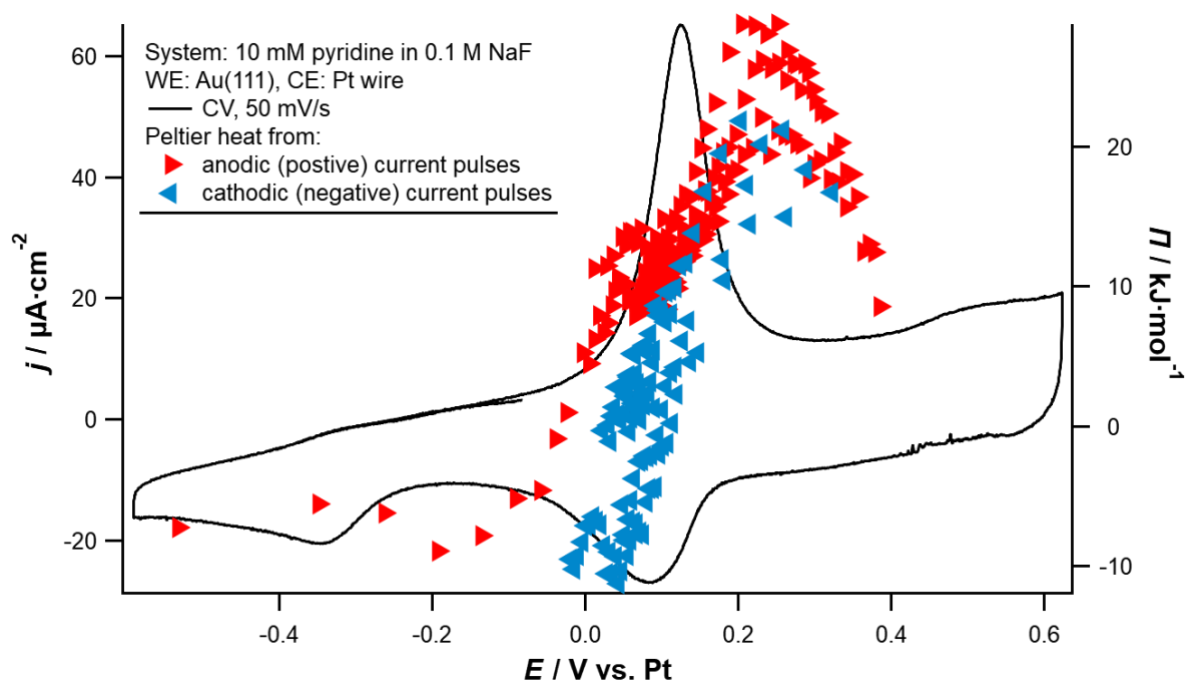 System: 10 mM pyridine in 0.1 M NaF
WE: Au(111), CE: Pt wire
CV, 50 mV/s
Peltier heat from:
anodic (postive) current pulses
cathodic (negative) current pulses
60
40
20
0
-20
j / µA·cm⁻²
20
10
0
-10
Π / kJ·mol⁻¹
-0.4 -0.2 0.0 0.2 0.4 0.6
E / V vs. Pt